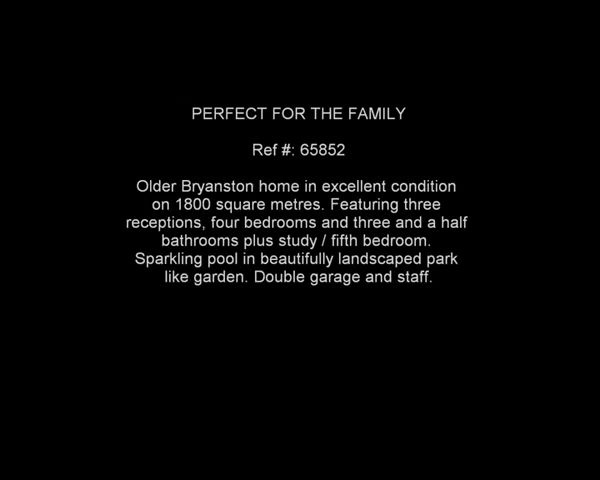 PERFECT FOR THE FAMILY
Ref #: 65852
Older Bryanston home in excellent condition
on 1800 square metres. Featuring three
receptions, four bedrooms and three and a half
bathrooms plus study / fifth bedroom.
Sparkling pool in beautifully landscaped park
like garden. Double garage and staff.